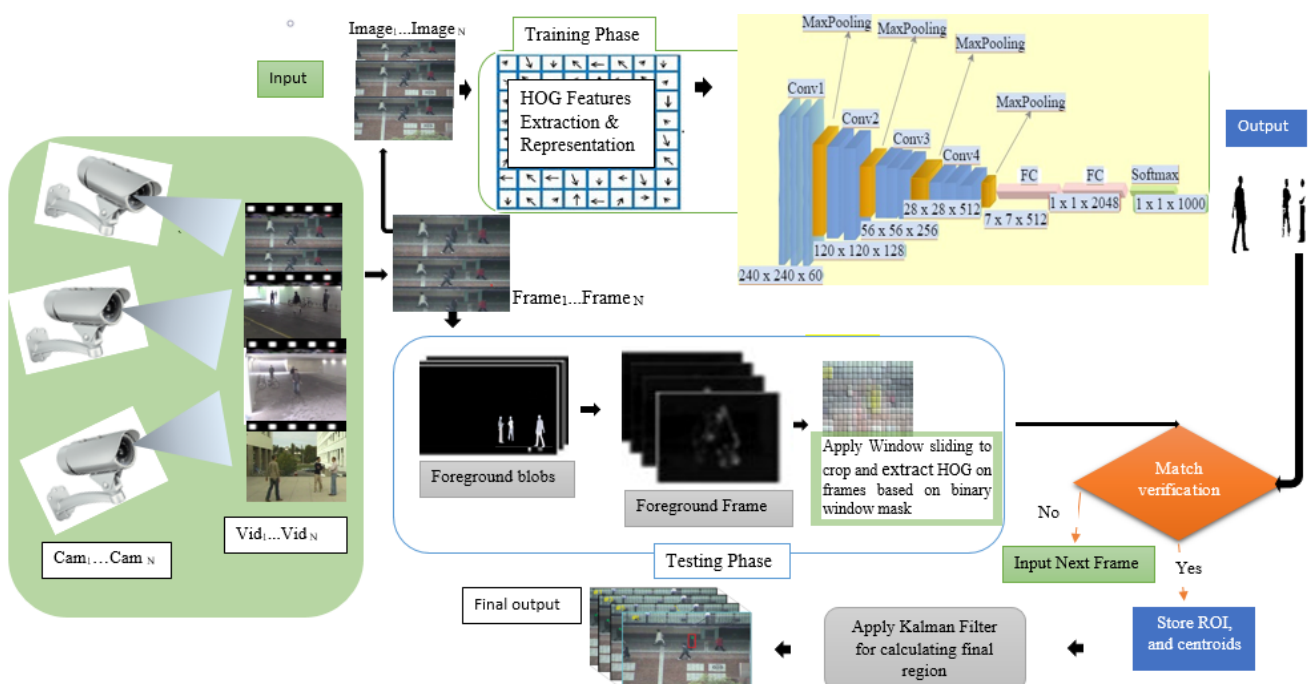 Input
Image₁...Image N
Training Phase
HOG Features
Extraction &
Representation
MaxPooling
MaxPooling
MaxPooling
MaxPooling
Conv1
Conv2
Conv3
Conv4
FC
FC
Softmax
240 x 240 x 60
120 x 120 x 128
56 x 56 x 256
28 x 28 x 512
7 x 7 x 512
1 x 1 x 2048
1 x 1 x 1000
Output
Frame₁...Frame N
Cam₁...Cam N
Vid₁...Vid N
Foreground blobs
Foreground Frame
Apply Window sliding to
crop and extract HOG on
frames based on binary
window mask
Testing Phase
Match
verification
No
Yes
Input Next Frame
Store ROI,
and centroids
Apply Kalman Filter
for calculating final
region
Final output